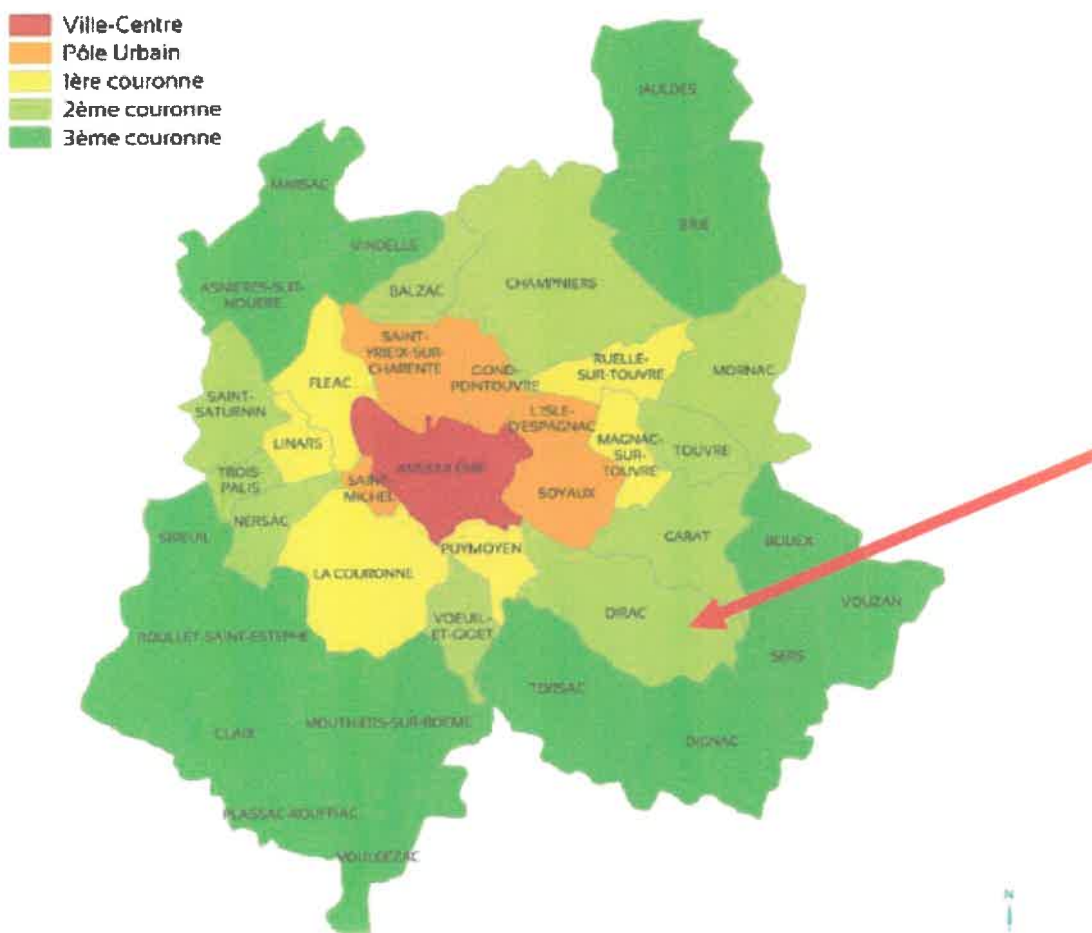 Ville-Centre
Pôle Urbain
1ère couronne
2ème couronne
3ème couronne
JAULDES
MARSAC
BRIE
VINDELLE
ASNIERES-SUR-
NOUERE
BALZAC
CHAMPNIERS
SAINT-
YRIEIX-SUR-
CHARENTE
GOND-
PONTOUVRE
RUELLE-
SUR-TOUVRE
MORNAC
FLEAC
SAINT-
SATURNIN
L'ISLE-
D'ESPAGNAC
LINARS
MAGNAC-
SUR-
TOUVRE
TOUVRE
ANGOULÊME
TROIS-
PALIS
SAINT-
MICHEL
SOYAUX
NERSAC
GARAT
SIREUIL
BOUEX
PUYMOYEN
LA COURONNE
VOUZAN
DIRAC
VOEUIL-
ET-GIGET
ROULLET-SAINT-ESTEPHE
SERS
TORSAC
MOUTHIERS-SUR-BOEME
CLAIX
DIGNAC
PLASSAC-ROUFFIAC
VOULGEZAC
N